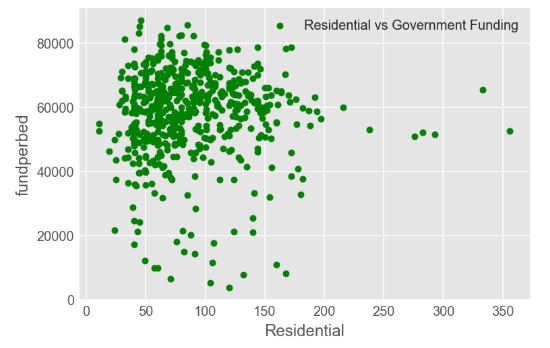 Residential vs Government Funding
80000
60000
40000
20000
0
fundperbed
0 50 100 150 200 250 300 350
Residential